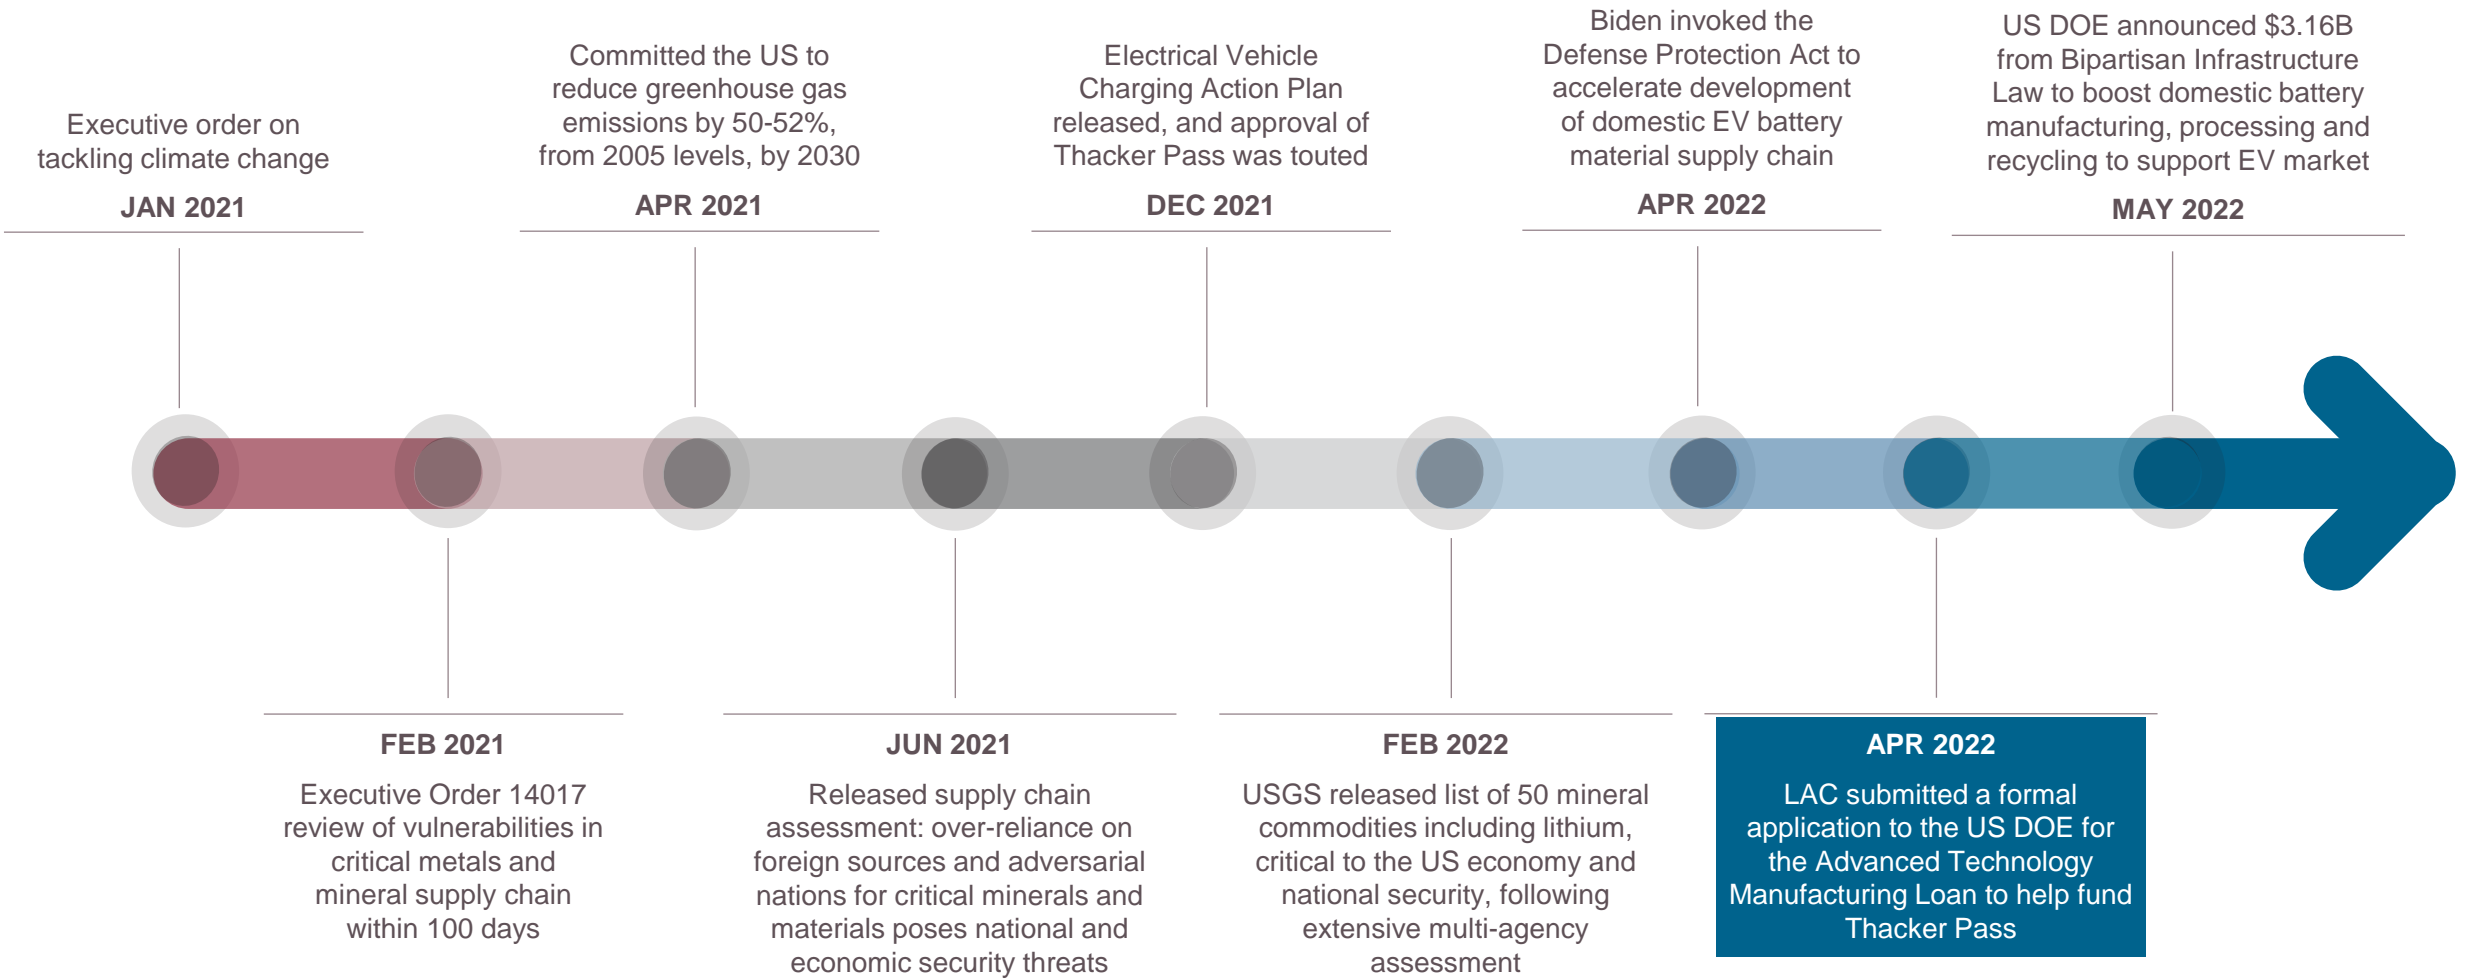 Executive order on
tackling climate change
JAN 2021
Committed the US to
reduce greenhouse gas
emissions by 50-52%,
from 2005 levels, by 2030
APR 2021
Electrical Vehicle
Charging Action Plan
released, and approval of
Thacker Pass was touted
DEC 2021
Biden invoked the
Defense Protection Act to
accelerate development
of domestic EV battery
material supply chain
APR 2022
US DOE announced $3.16B
from Bipartisan Infrastructure
Law to boost domestic battery
manufacturing, processing and
recycling to support EV market
MAY 2022
FEB 2021
Executive Order 14017
review of vulnerabilities in
critical metals and
mineral supply chain
within 100 days
JUN 2021
Released supply chain
assessment: over-reliance on
foreign sources and adversarial
nations for critical minerals and
materials poses national and
economic security threats
FEB 2022
USGS released list of 50 mineral
commodities including lithium,
critical to the US economy and
national security, following
extensive multi-agency
assessment
APR 2022
LAC submitted a formal
application to the US DOE for
the Advanced Technology
Manufacturing Loan to help fund
Thacker Pass